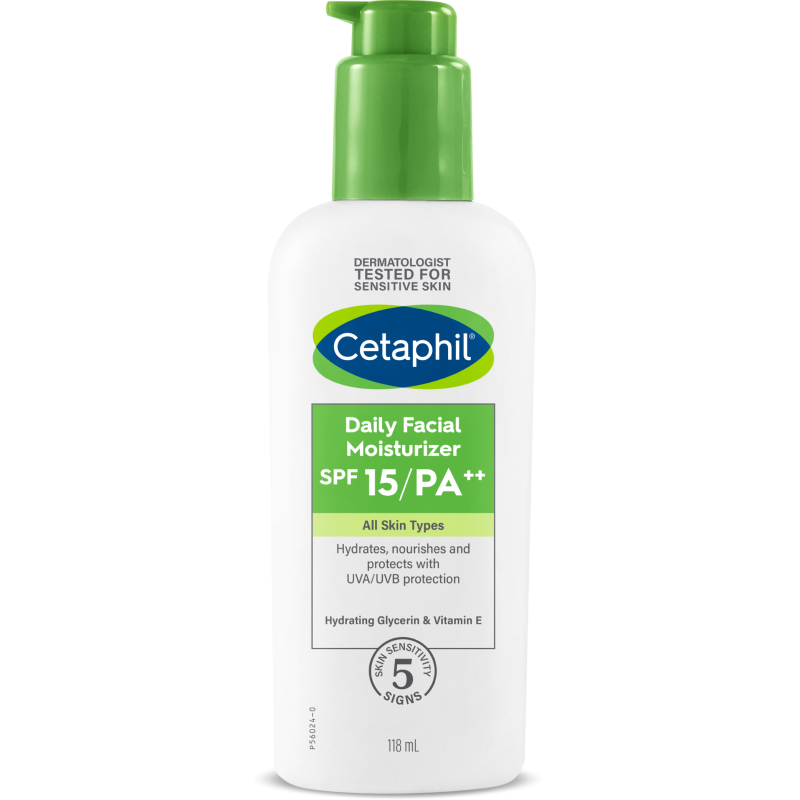 DERMATOLOGIST
TESTED FOR
SENSITIVE SKIN
Cetaphil®
Daily Facial
Moisturizer
SPF 15/PA++
All Skin Types
Hydrates, nourishes and
protects with
UVA/UVB protection
Hydrating Glycerin & Vitamin E
SKIN SENSITIVITY
5
SIGNS
P56024-0
118 mL